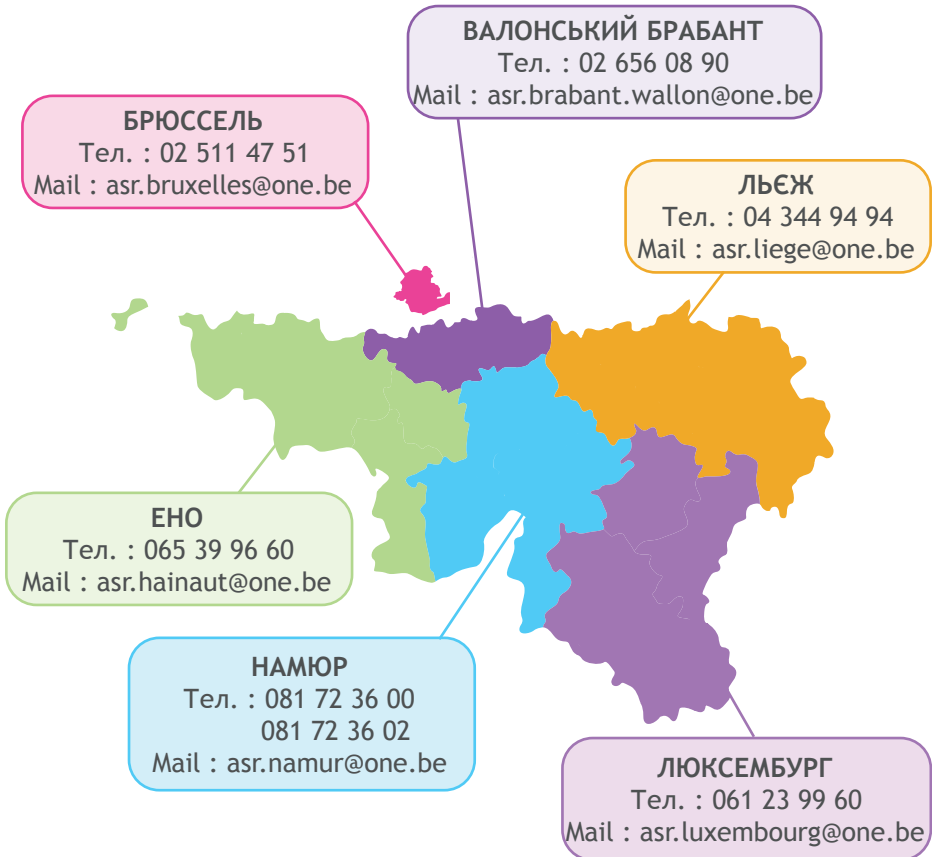 ВАЛОНСЬКИЙ БРАБАНТ
Тел. : 02 656 08 90
Mail : asr.brabant.wallon@one.be
БРЮССЕЛЬ
Тел. : 02 511 47 51
Mail : asr.bruxelles@one.be
ЛЬЄЖ
Тел. : 04 344 94 94
Mail : asr.liege@one.be
ЕНО
Тел. : 065 39 96 60
Mail : asr.hainaut@one.be
НАМЮР
Тел. : 081 72 36 00
081 72 36 02
Mail : asr.namur@one.be
ЛЮКСЕМБУРГ
Тел. : 061 23 99 60
Mail : asr.luxembourg@one.be